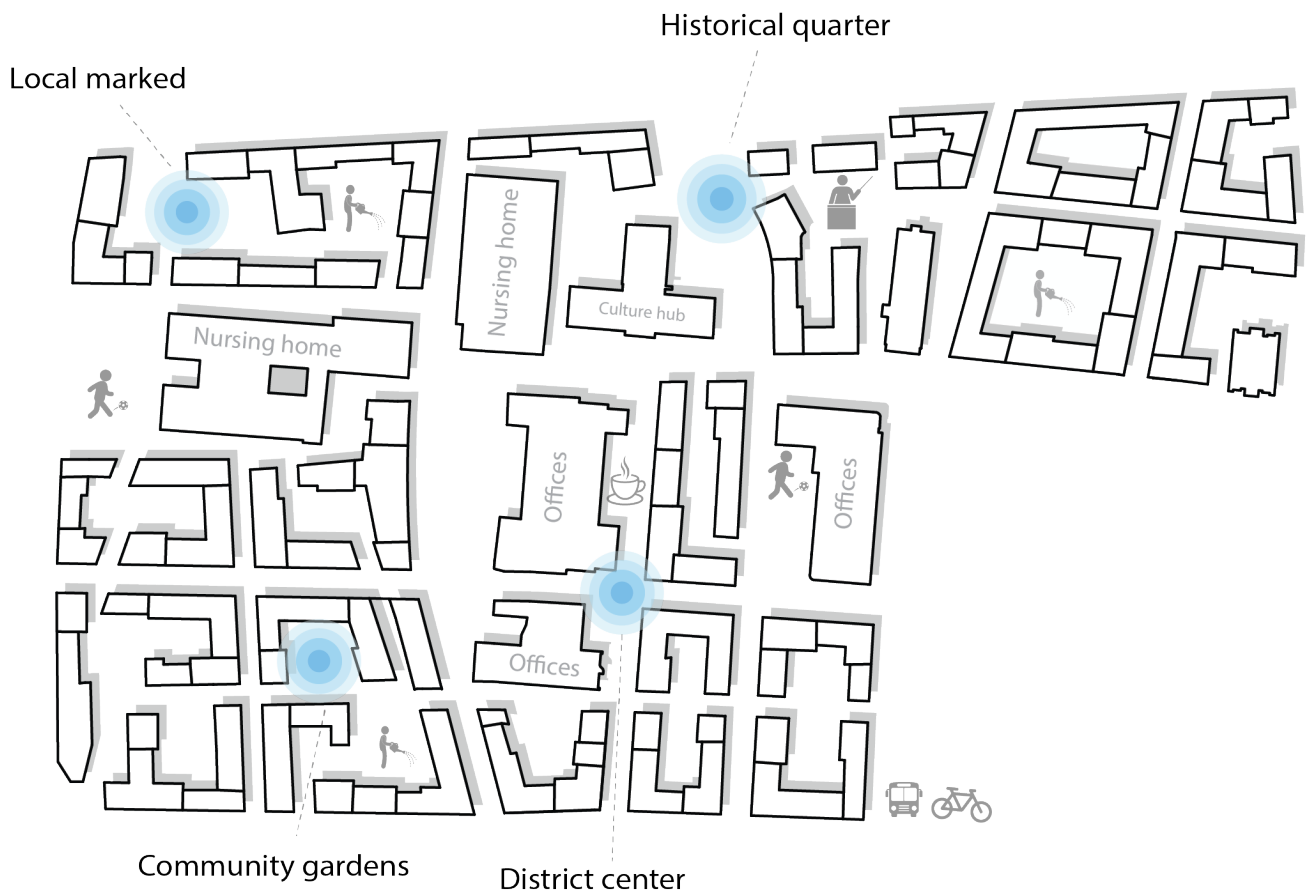 Historical quarter
Local marked
Nursing home
Culture hub
Nursing home
Offices
Offices
Offices
Community gardens
District center